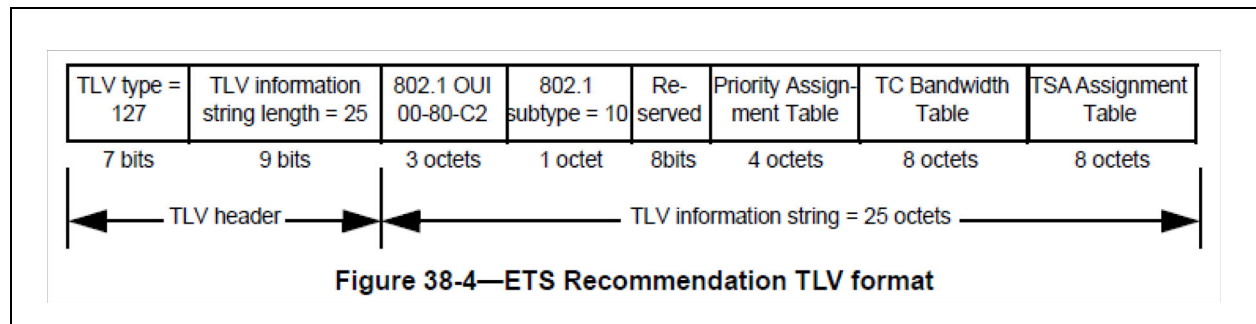 TLV type = 127
TLV information string length = 25
802.1 OUI 00-80-C2
802.1 subtype = 10
Re-served
Priority Assign-ment Table
TC Bandwidth Table
TSA Assignment Table
7 bits 9 bits 3 octets 1 octet 8bits 4 octets 8 octets 8 octets
TLV header TLV information string = 25 octets
Figure 38-4—ETS Recommendation TLV format